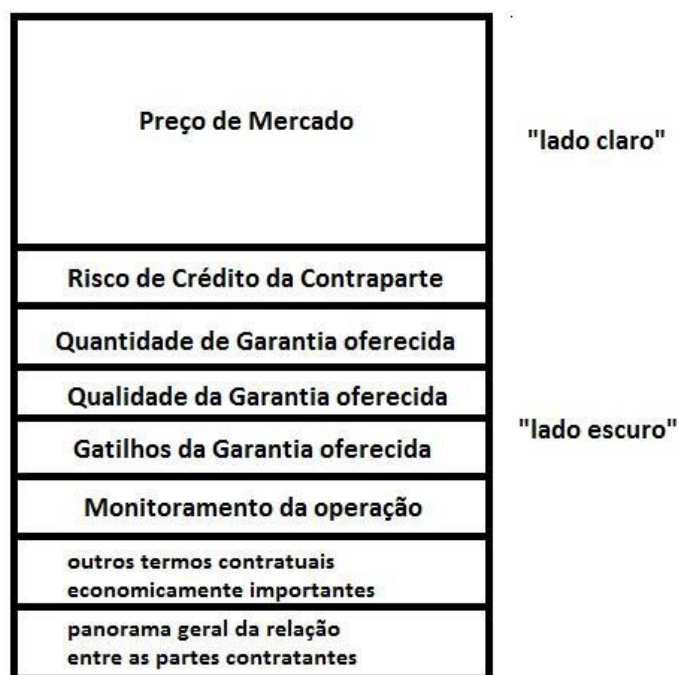 Preço de Mercado
"lado claro"
Risco de Crédito da Contraparte
Quantidade de Garantia oferecida
Qualidade da Garantia oferecida
"lado escuro"
Gatilhos da Garantia oferecida
Monitoramento da operação
outros termos contratuais
economicamente importantes
panorama geral da relação
entre as partes contratantes